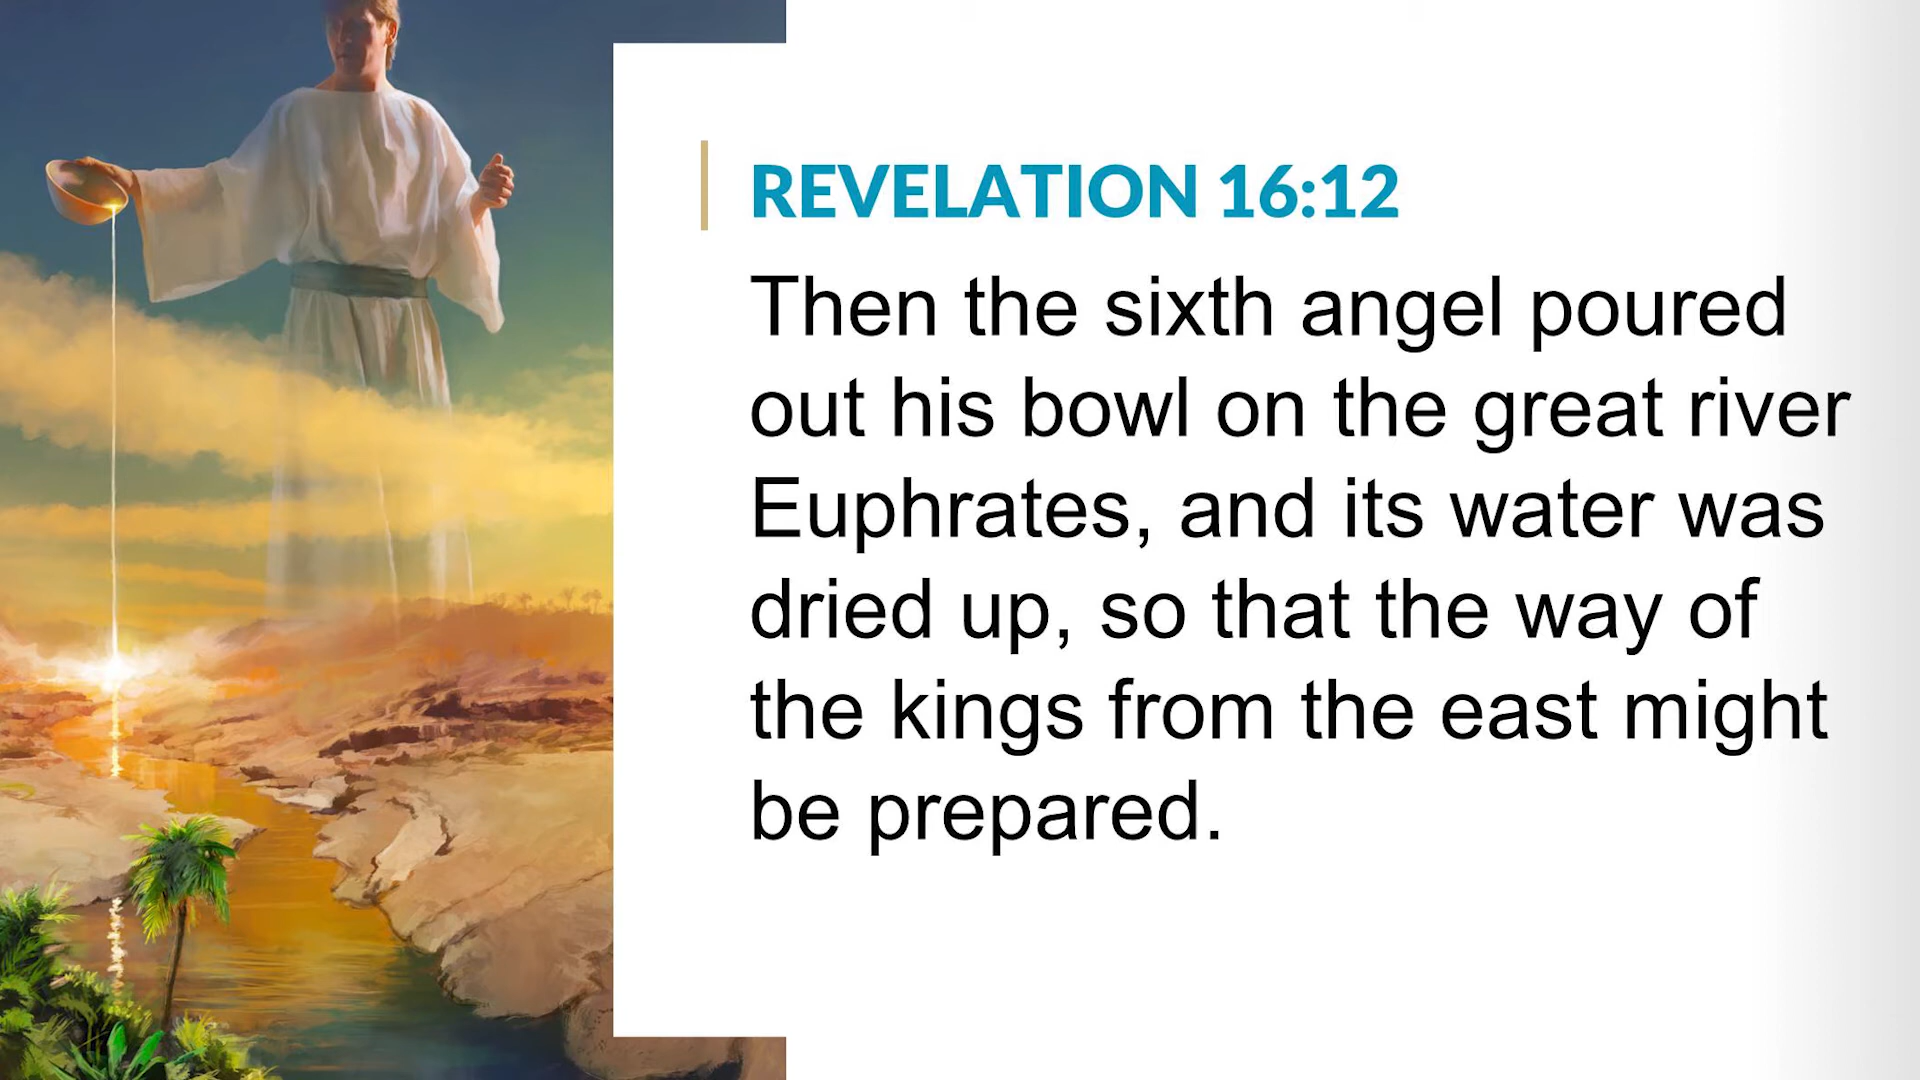 REVELATION 16:12
Then the sixth angel poured
out his bowl on the great river
Euphrates, and its water was
dried up, so that the way of
the kings from the east might
be prepared.